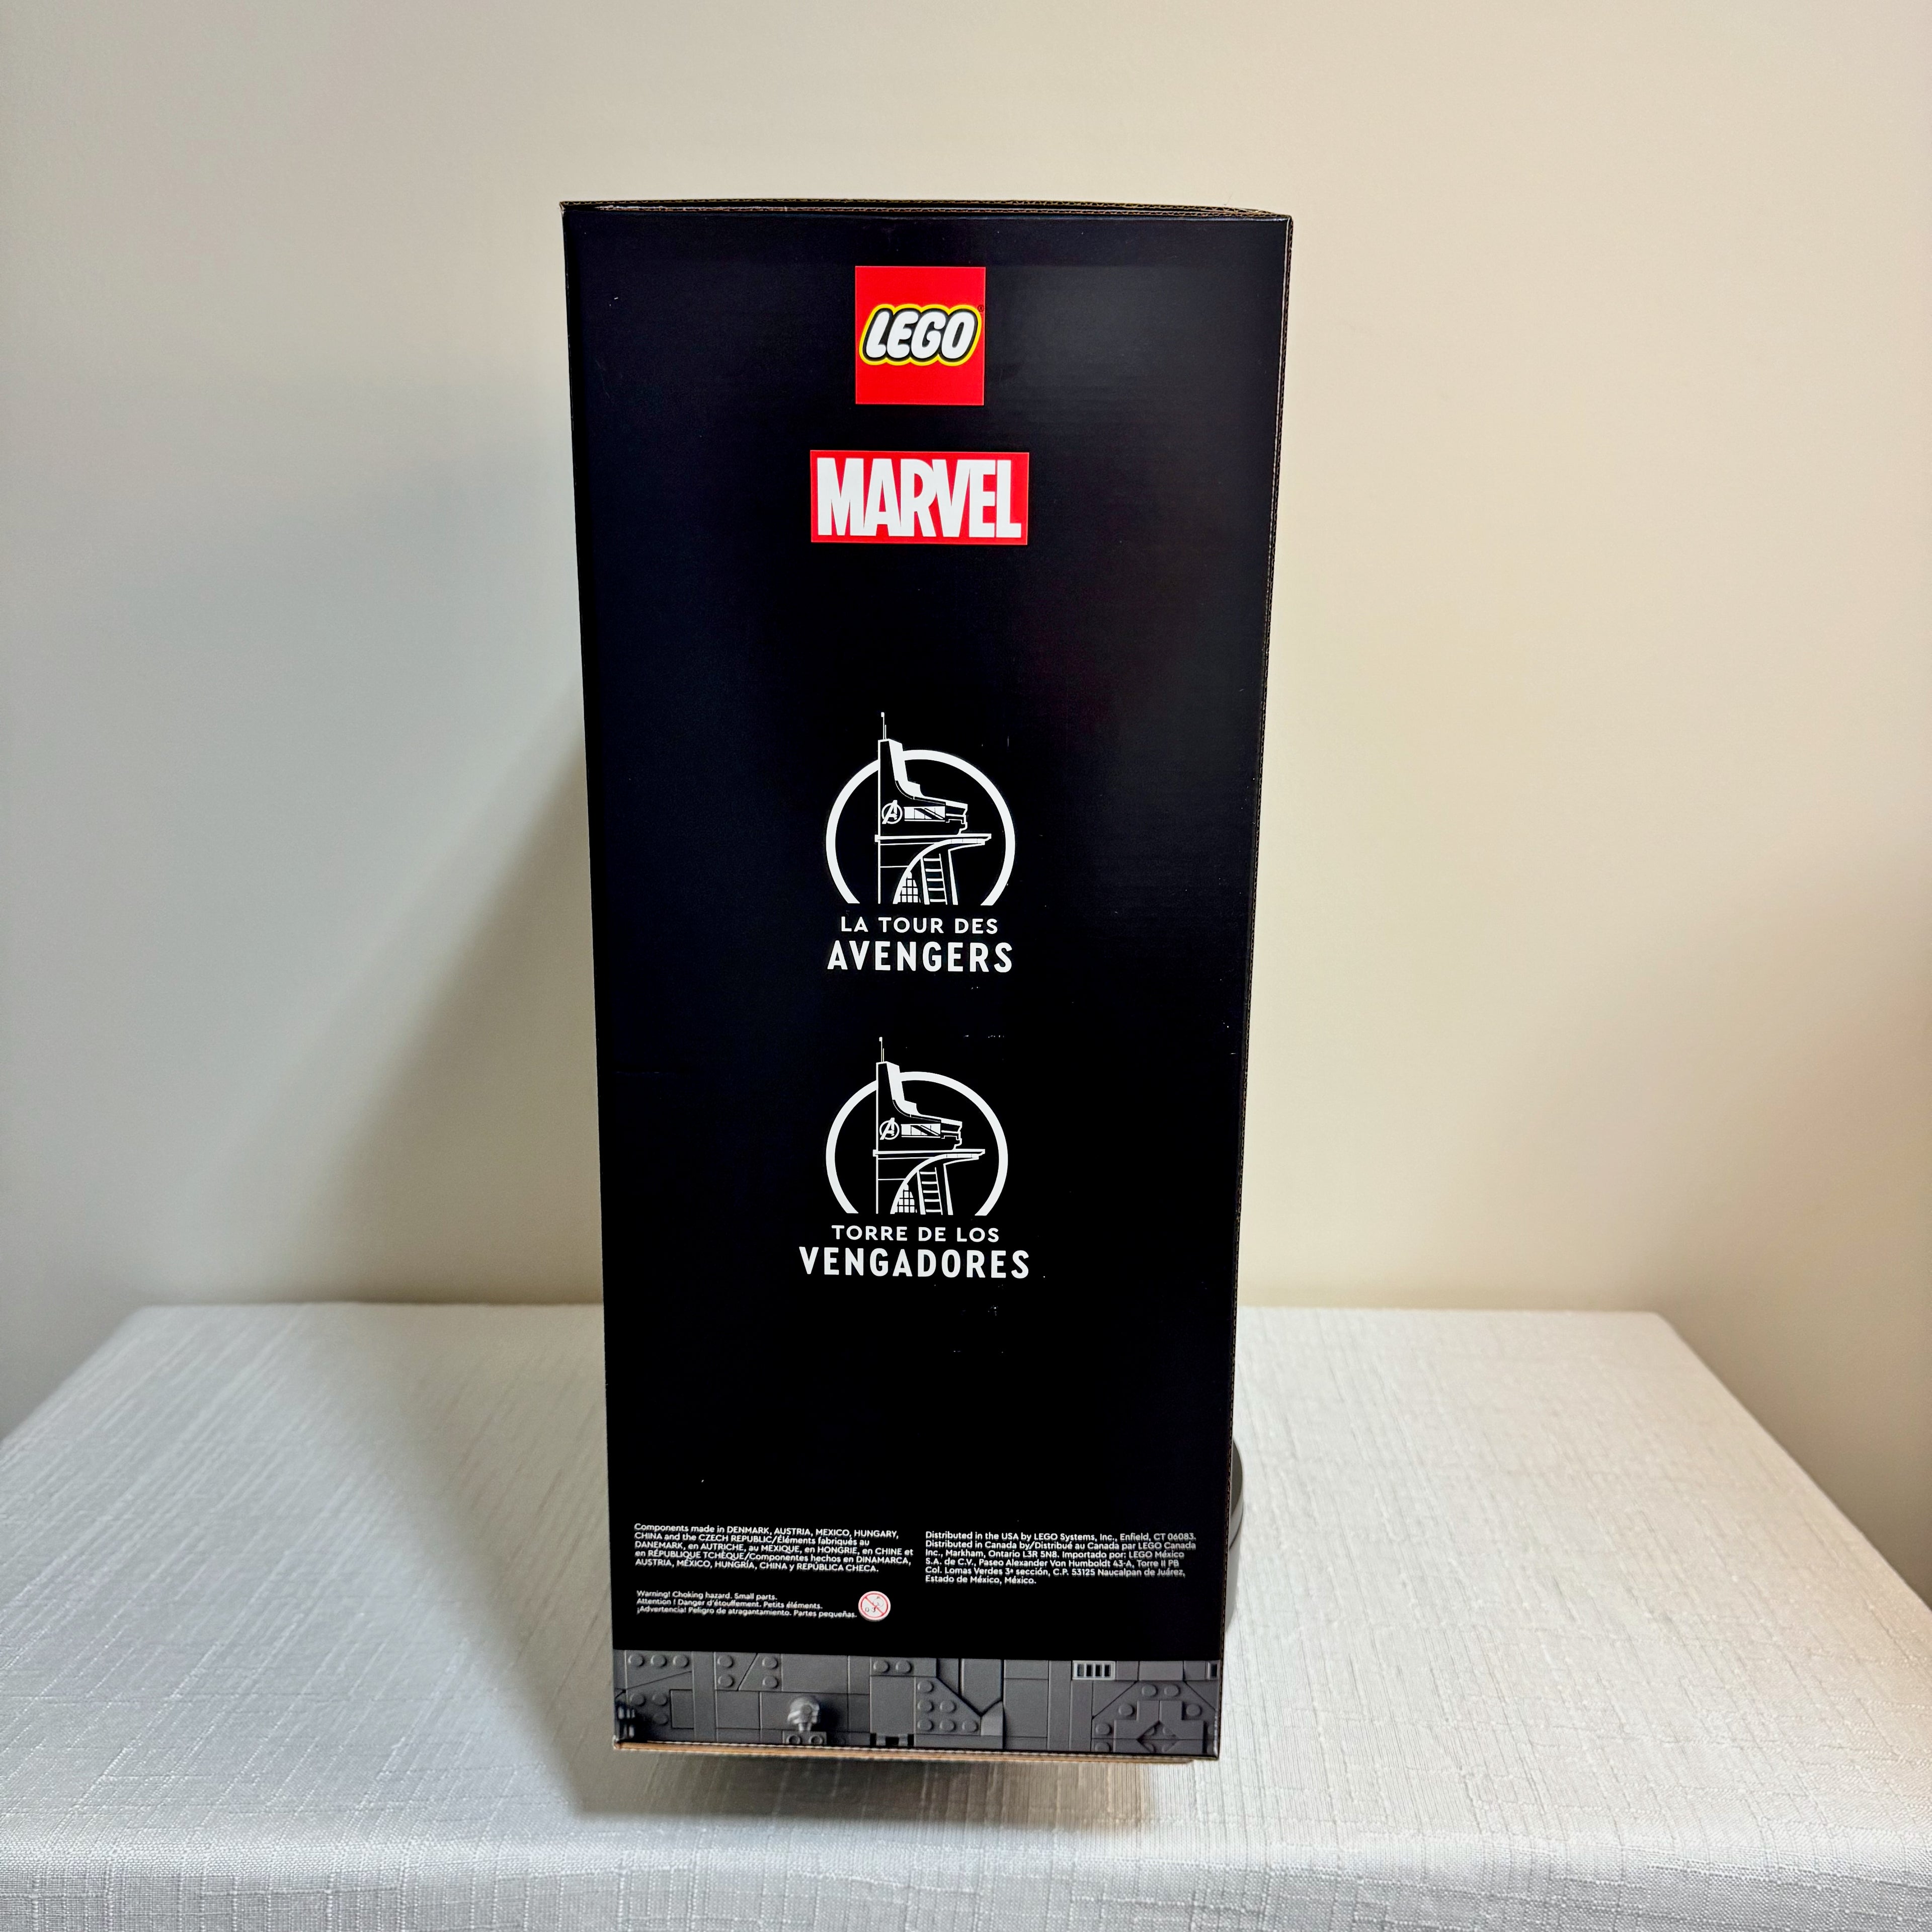 LEGO
MARVEL
LA TOUR DES
AVENGERS
TORRE DE LOS
VENGADORES
Components made in DENMARK, AUSTRIA, MEXICO, HUNGARY,
CHINA and the CZECH REPUBLIC/Éléments fabriqués au
DANEMARK, en AUTRICHE, au MEXIQUE, en HONGRIE, en CHINE et
en RÉPUBLIQUE TCHÈQUE/Componentes hechos en DINAMARCA,
AUSTRIA, MÉXICO, HUNGRÍA, CHINA y REPÚBLICA CHECA.
Warning! Choking hazard. Small parts.
Attention ! Danger d'étouffement. Petits éléments.
¡Advertencia! Peligro de atragantamiento. Partes pequeñas.
Distributed in the USA by LEGO Systems, Inc., Enfield, CT 06083.
Distributed in Canada by/Distribué au Canada par LEGO Canada
Inc., Markham, Ontario L3R 5N8. Importado por: LEGO México
S.A. de C.V., Paseo Alexander Von Humboldt 43-A, Torre II PB
Col. Lomas Verdes 3ª sección, C.P. 53125 Naucalpan de Juárez,
Estado de México, México.